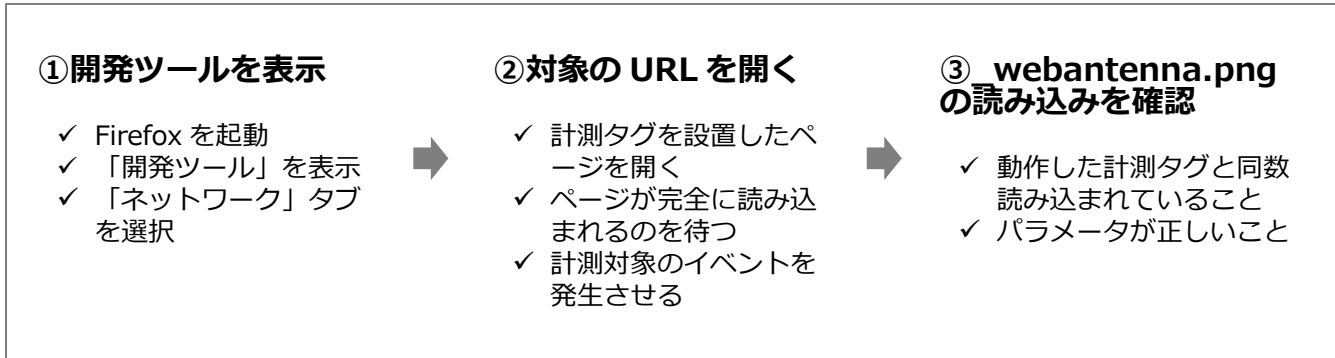 ①開発ツールを表示
✓ Firefox を起動
✓ 「開発ツール」を表示
✓ 「ネットワーク」タブ
を選択
②対象の URL を開く
✓ 計測タグを設置したペ
ージを開く
✓ ページが完全に読み込
まれるのを待つ
✓ 計測対象のイベントを
発生させる
③_webantenna.png
の読み込みを確認
✓ 動作した計測タグと同数
読み込まれていること
✓ パラメータが正しいこと